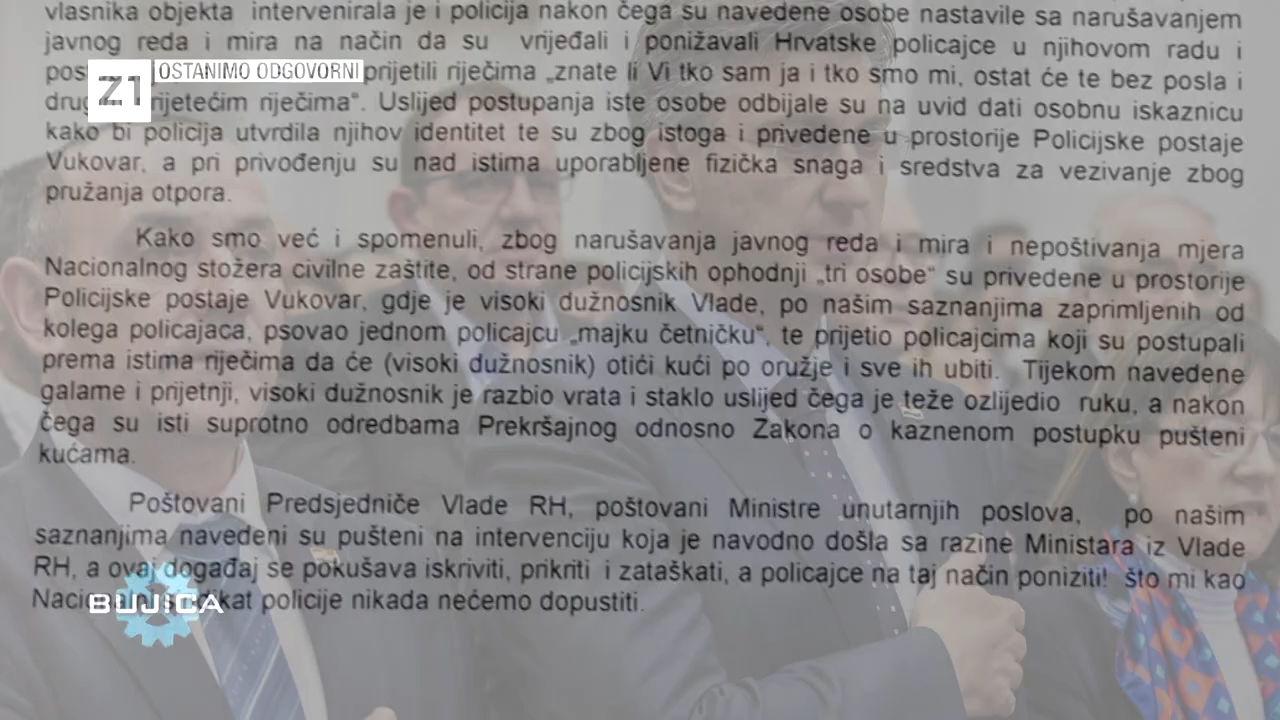 vlasnika objekta intervenirala je i policija nakon čega su navedene osobe nastavile sa narušavanjem
javnog reda i mira na način da su vrijeđali i ponižavali Hrvatske policajce u njihovom radu i
prijetili riječima „znate li Vi tko sam ja i tko smo mi, ostat će te bez posla i
Z1 OSTANIMO ODGOVORNI
riječima“. Uslijed postupanja iste osobe odbijale su na uvid dati osobnu iskaznicu
kako bi policija utvrdila njihov identitet te su zbog istoga i privedene u prostorije Policijske postaje
Vukovar, a pri privođenju su nad istima uporabljene fizička snaga i sredstva za vezivanje zbog
pružanja otpora.
Kako smo već i spomenuli, zbog narušavanja javnog reda i mira i nepoštivanja mjera
Nacionalnog stožera civilne zaštite, od strane policijskih ophodnji „tri osobe“ su privedene u prostorije
Policijske postaje Vukovar, gdje je visoki dužnosnik Vlade, po našim saznanjima zaprimljenih od
kolega policajaca, psovao jednom policajcu „majku četničku“, te prijetio policajcima koji su postupali
prema istima riječima da će (visoki dužnosnik) otići kući po oružje i sve ih ubiti. Tijekom navedene
galame i prijetnji, visoki dužnosnik je razbio vrata i staklo uslijed čega je teže ozlijedio ruku, a nakon
čega su isti suprotno odredbama Prekršajnog odnosno Zakona o kaznenom postupku pušteni
kućama.
Poštovani Predsjedniče Vlade RH, poštovani Ministre unutarnjih poslova, po našim
saznanjima navedeni su pušteni na intervenciju koja je navodno došla sa razine Ministara iz Vlade
RH, a ovaj događaj se pokušava iskriviti, prikriti i zataškati, a policajce na taj način poniziti! što mi kao
policije nikada nećemo dopustiti.
BUJICA